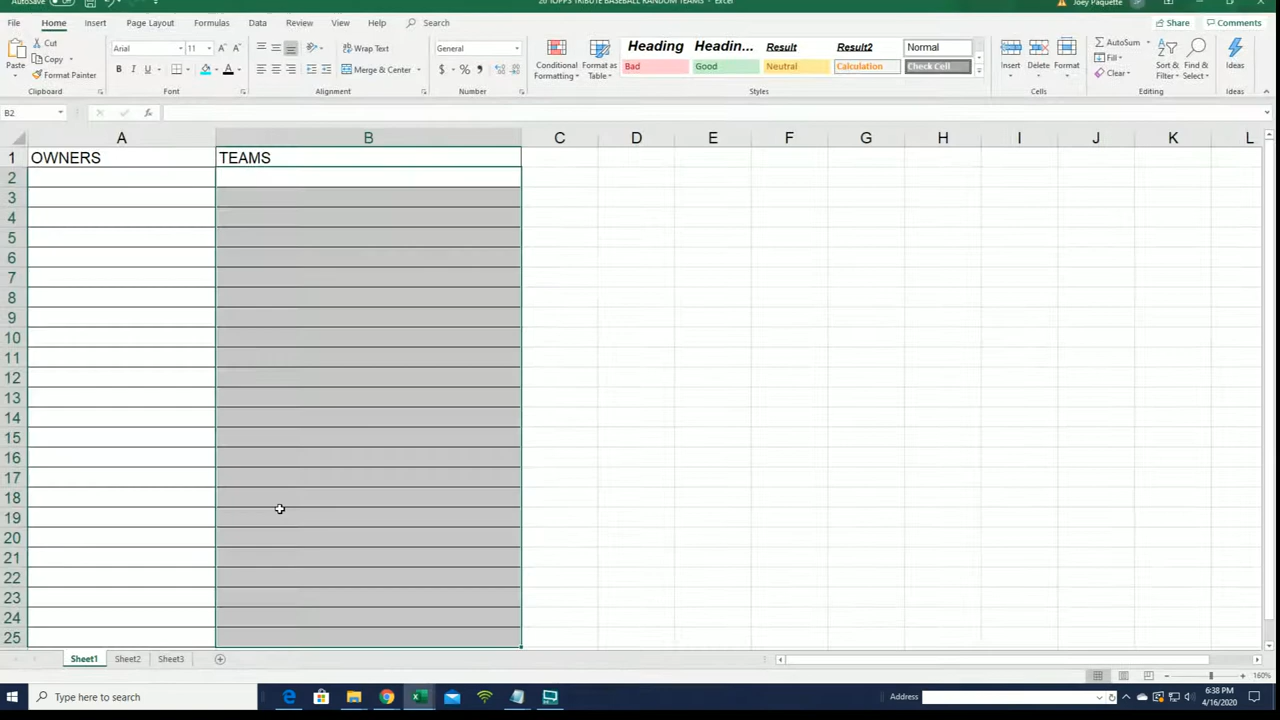 AutoSave Off
20 TOPPS TRIBUTE BASEBALL RANDOM TEAMS - Excel
Joey Paquette JP
File Home Insert Page Layout Formulas Data Review View Help Search Share Comments
Paste Cut Copy Format Painter Clipboard
Arial 11 A A B I U A Font
Wrap Text Merge & Center Alignment
General $ % Number
Conditional Formatting Format as Table
Heading Headin... Result Result2 Normal
Bad Good Neutral Calculation Check Cell
Styles
Insert Delete Format Cells
AutoSum Fill Clear Sort & Filter Find & Select Editing
Ideas Ideas
B2 fx
A B C D E F G H I J K L
1 OWNERS TEAMS
2
3
4
5
6
7
8
9
10
11
12
13
14
15
16
17
18
19
20
21
22
23
24
25
Sheet1 Sheet2 Sheet3
160%
Type here to search
Address
6:38 PM
4/16/2020